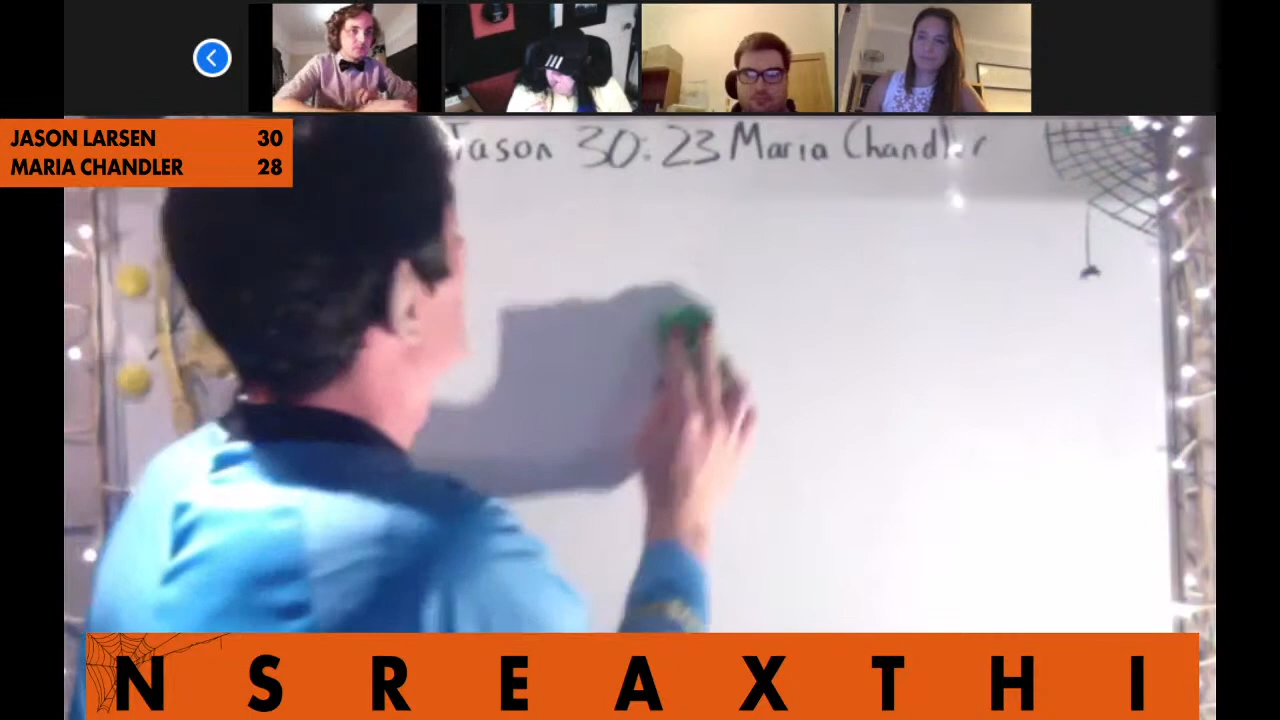 JASON LARSEN 30
MARIA CHANDLER 28
Jason 30:23 Maria Chandler
N S R E A X T H I